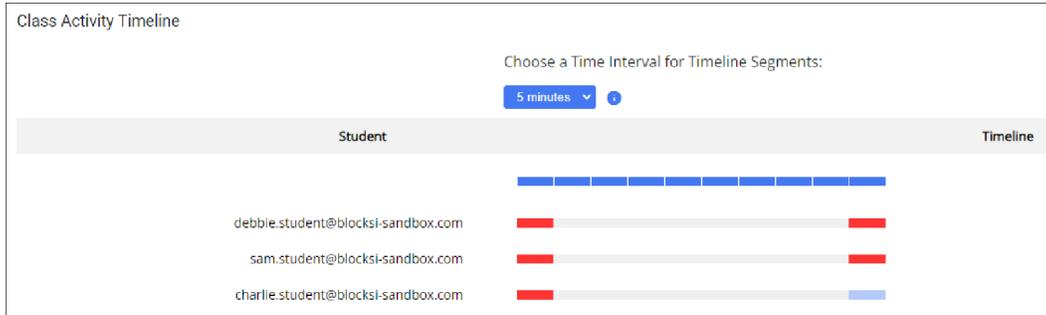 Class Activity Timeline
Choose a Time Interval for Timeline Segments:
5 minutes
Student Timeline
debbie.student@blocksi-sandbox.com
sam.student@blocksi-sandbox.com
charlie.student@blocksi-sandbox.com